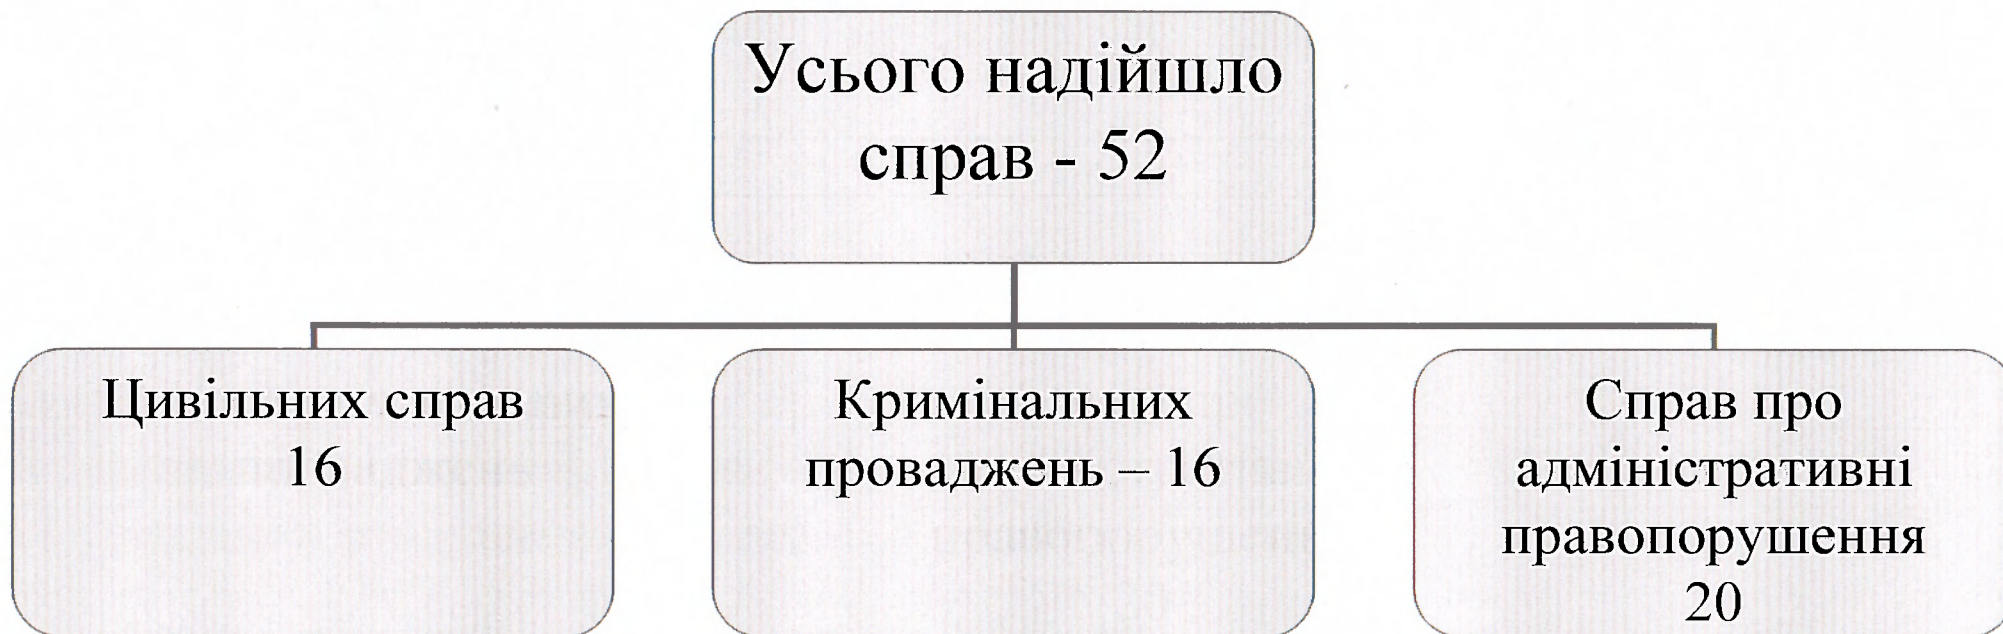 Усього надійшло
справ - 52
Цивільних справ
16
Кримінальних
проваджень – 16
Справ про
адміністративні
правопорушення
20